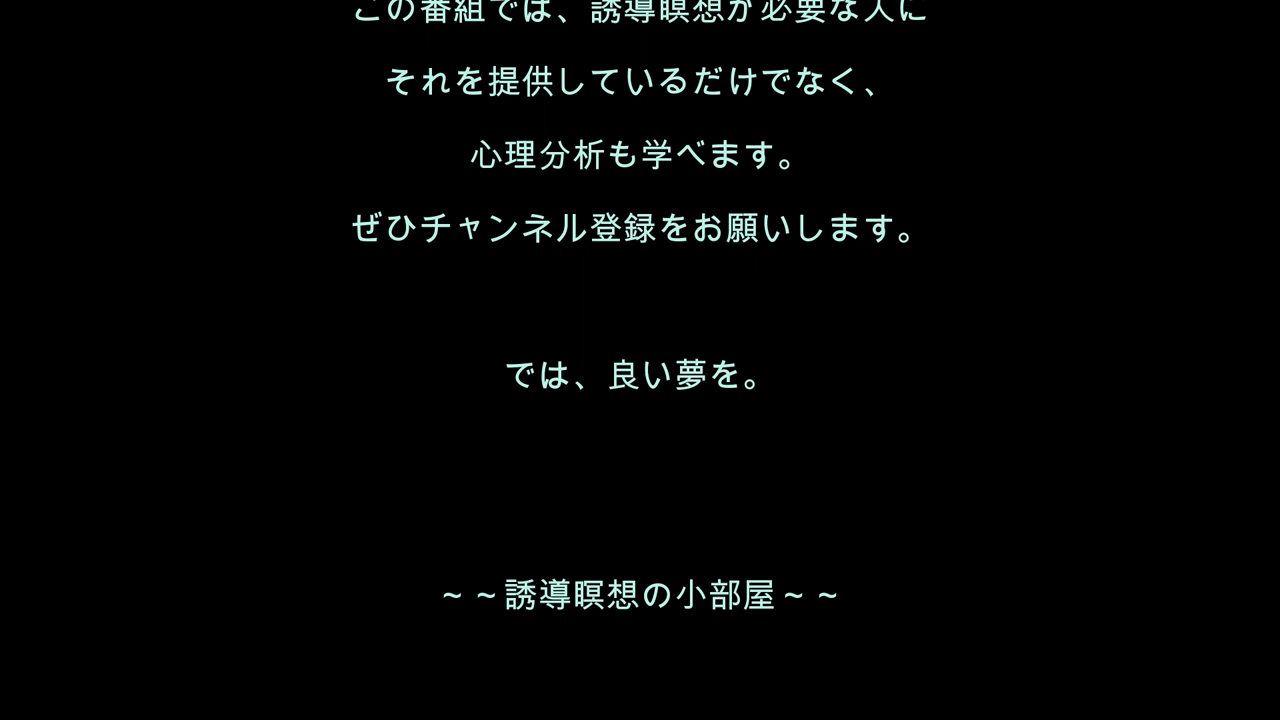 この番組では、誘導瞑想が必要な人に
それを提供しているだけでなく、
心理分析も学べます。
ぜひチャンネル登録をお願いします。
では、良い夢を。
~ ~誘導瞑想の小部屋~ ~